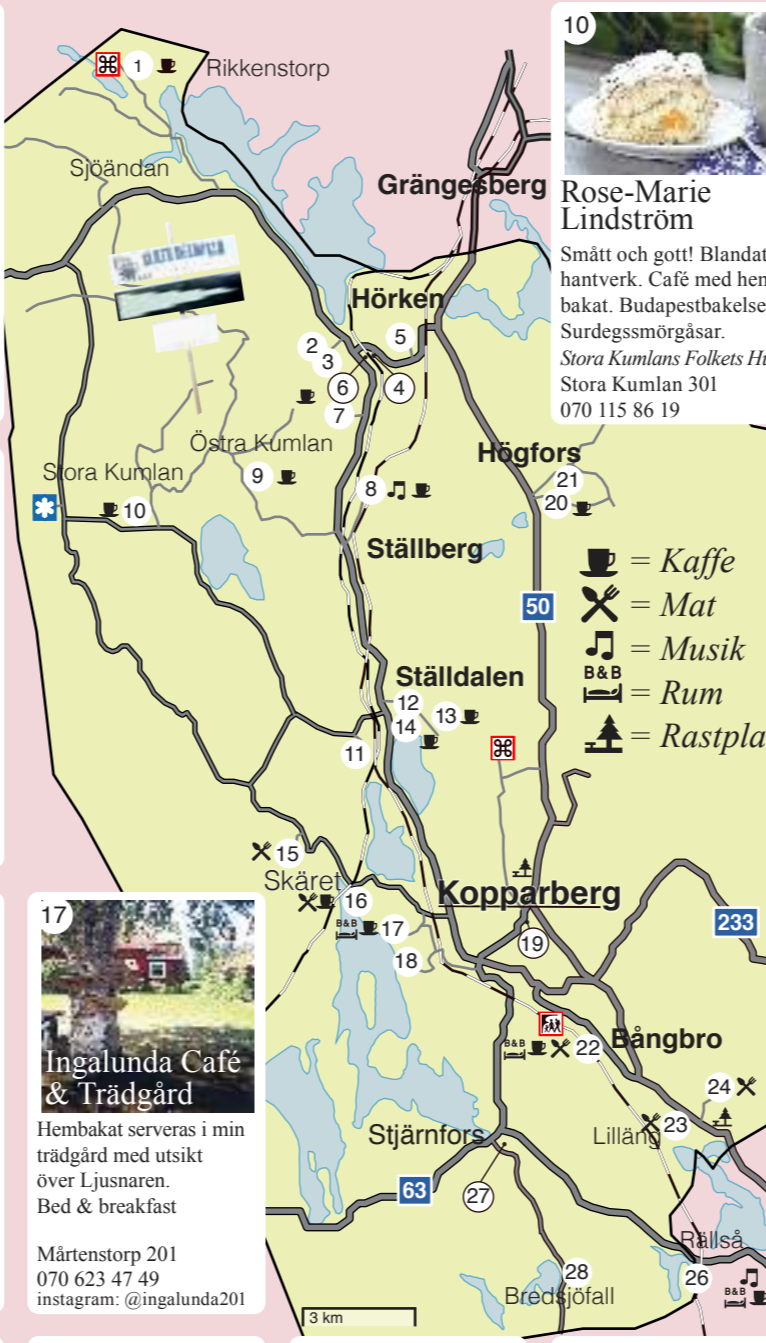 1
Rikkenstorp
Sjöändan
Grängesberg
Hörken
2
3
5
6
4
7
Östra Kumlan
Stora Kumlan
9
10
8
Högfors
21
20
Ställberg
50
= Kaffe
= Mat
= Musik
B&B
= Rum
= Rastpla
Ställdalen
12
13
14
11
15
Skäret
16
B&B
17
18
Kopparberg
19
233
B&B
22
Bångbro
24
23
Lilläng
Stjärnfors
63
27
Rällså
26
B&B
28
Bredsjöfall
3 km
10
Rose-Marie
Lindström
Smått och gott! Blandat
hantverk. Café med hem
bakat. Budapestbakelse
Surdegssmörgåsar.
Stora Kumlans Folkets Hu
Stora Kumlan 301
070 115 86 19
17
Ingalunda Café
& Trädgård
Hembakat serveras i min
trädgård med utsikt
över Ljusnaren.
Bed & breakfast
Mårtenstorp 201
070 623 47 49
instagram: @ingalunda201